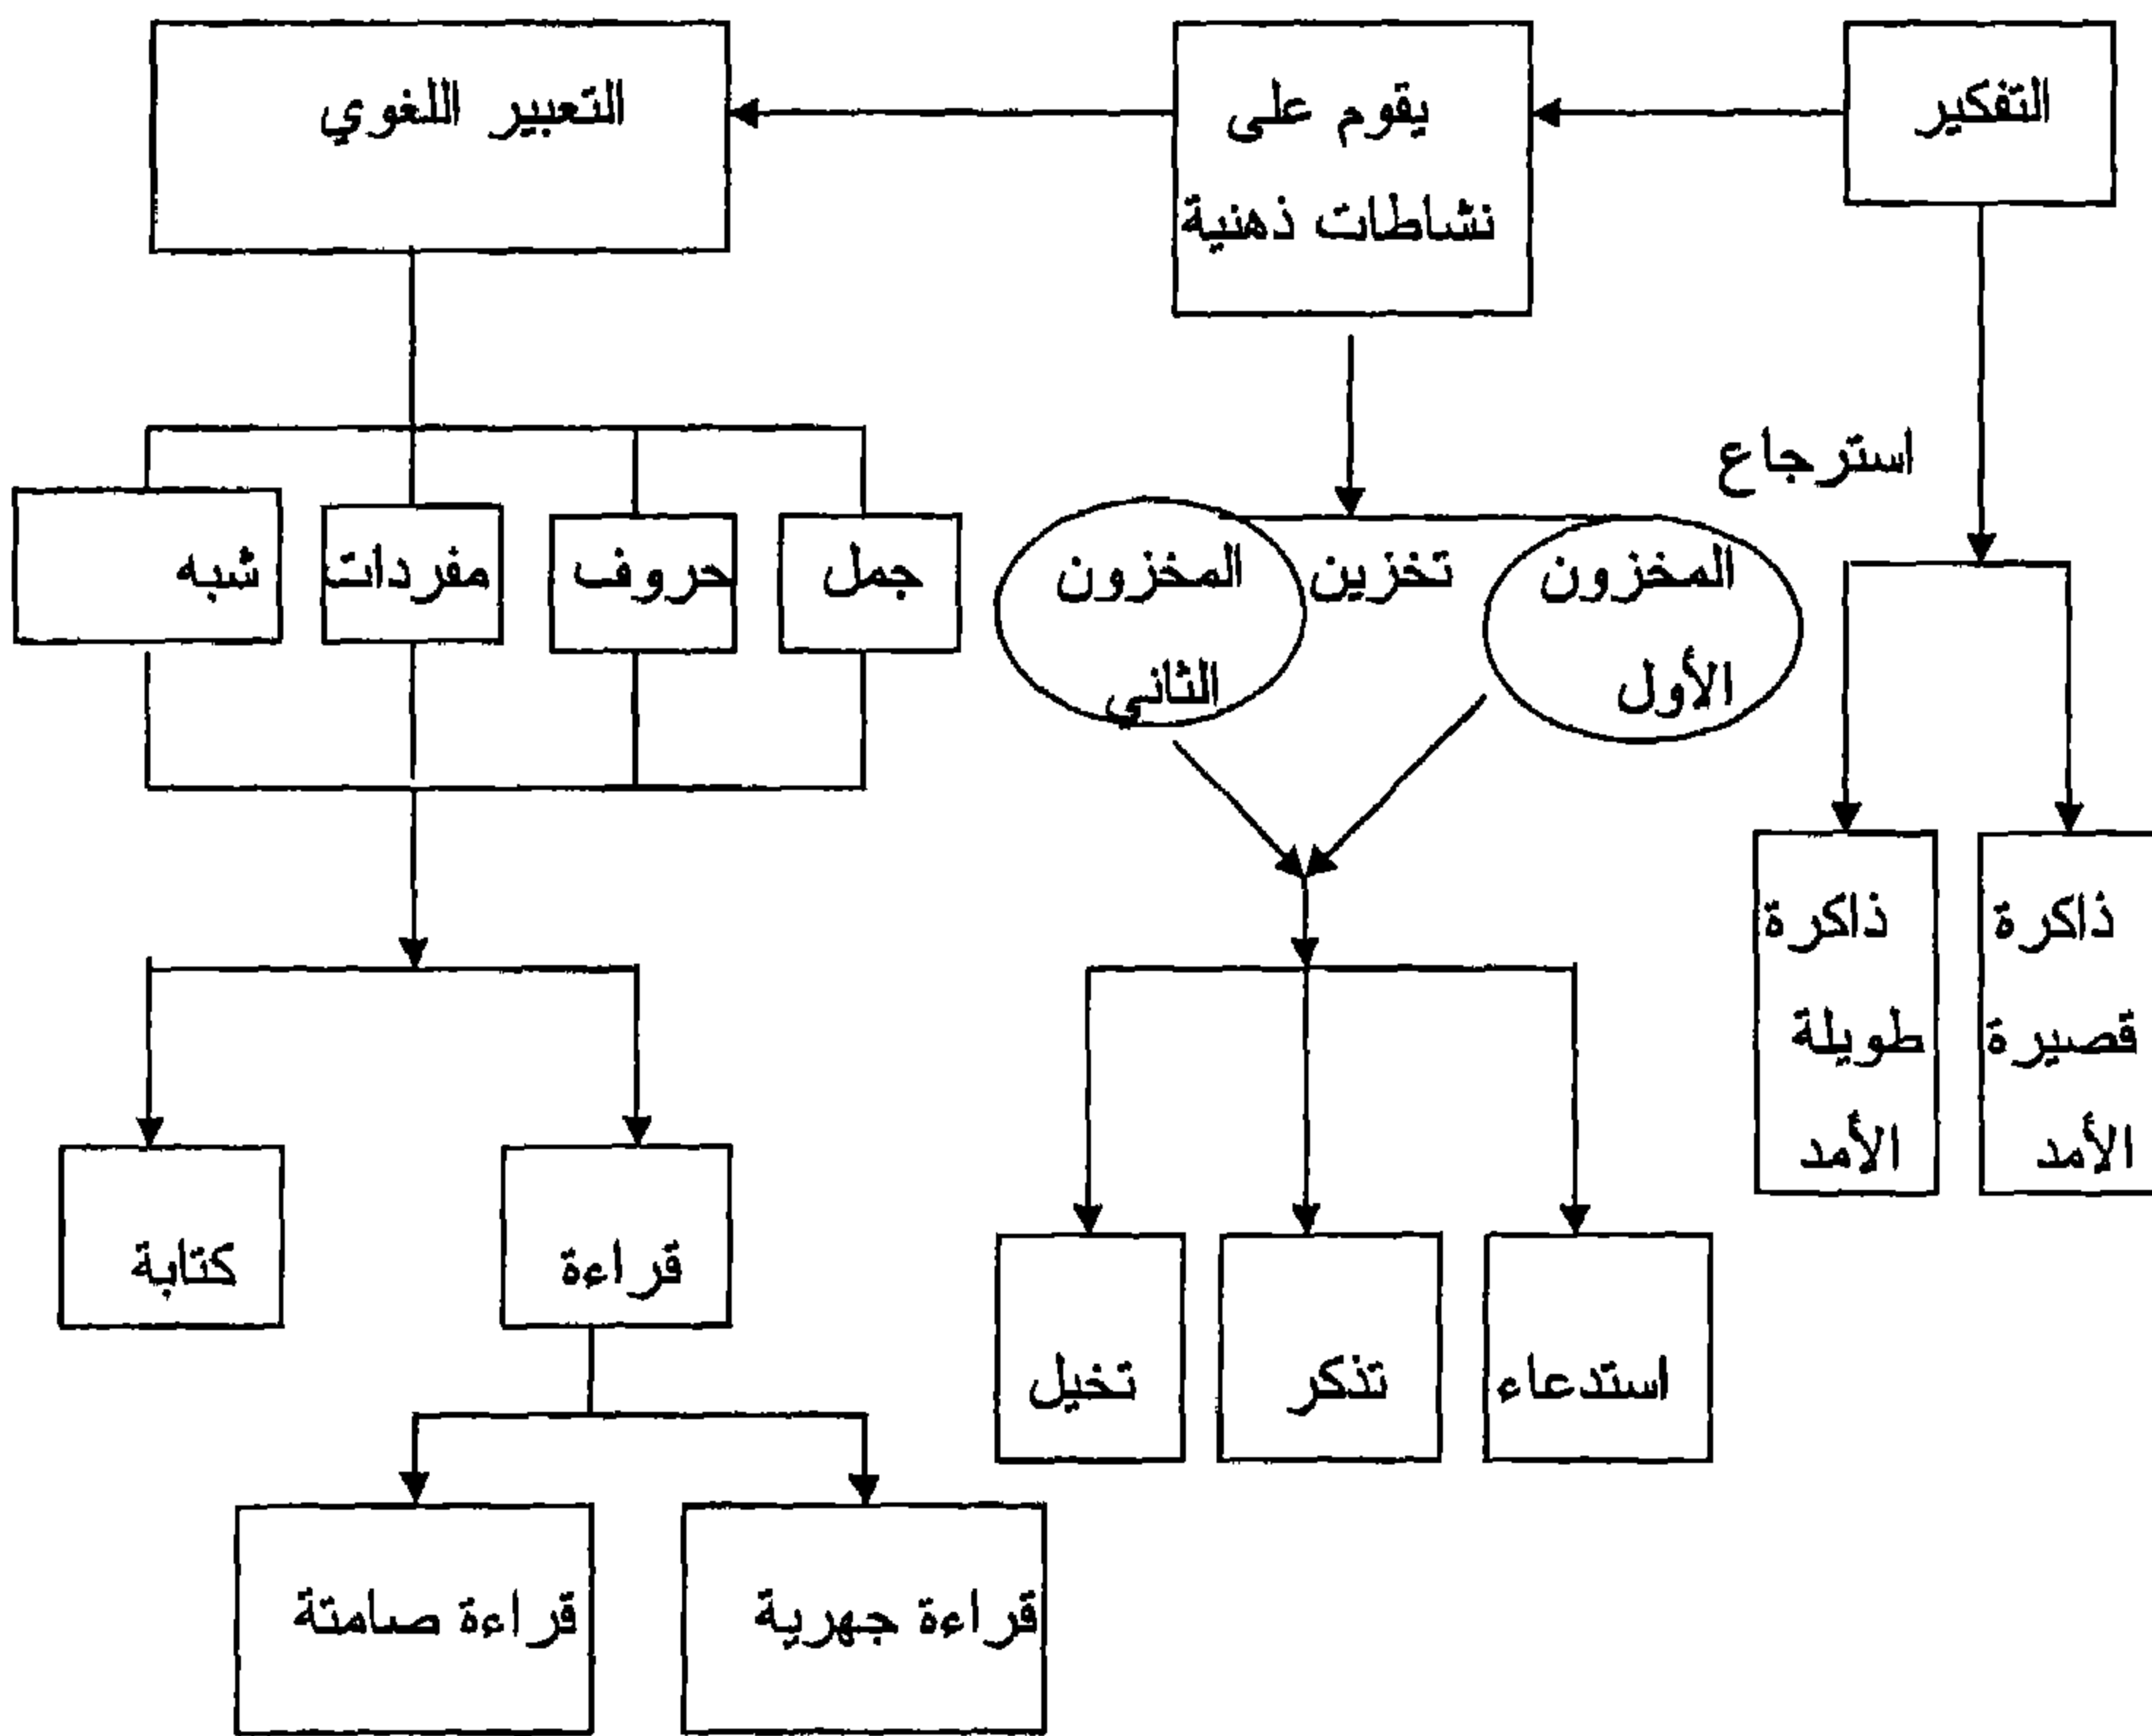 التفكير
يقوم على
نشاطات ذهنية
التعبير اللغوي
استرجاع
المخزون
الأول
تخزين
المخزون
الثاني
جمل
حروف
مفردات
شبه
ذاكرة
قصيرة
الأمد
ذاكرة
طويلة
الأمد
استدعاء
تذكر
تخيل
قراءة
كتابة
قراءة جهرية
قراءة صامتة